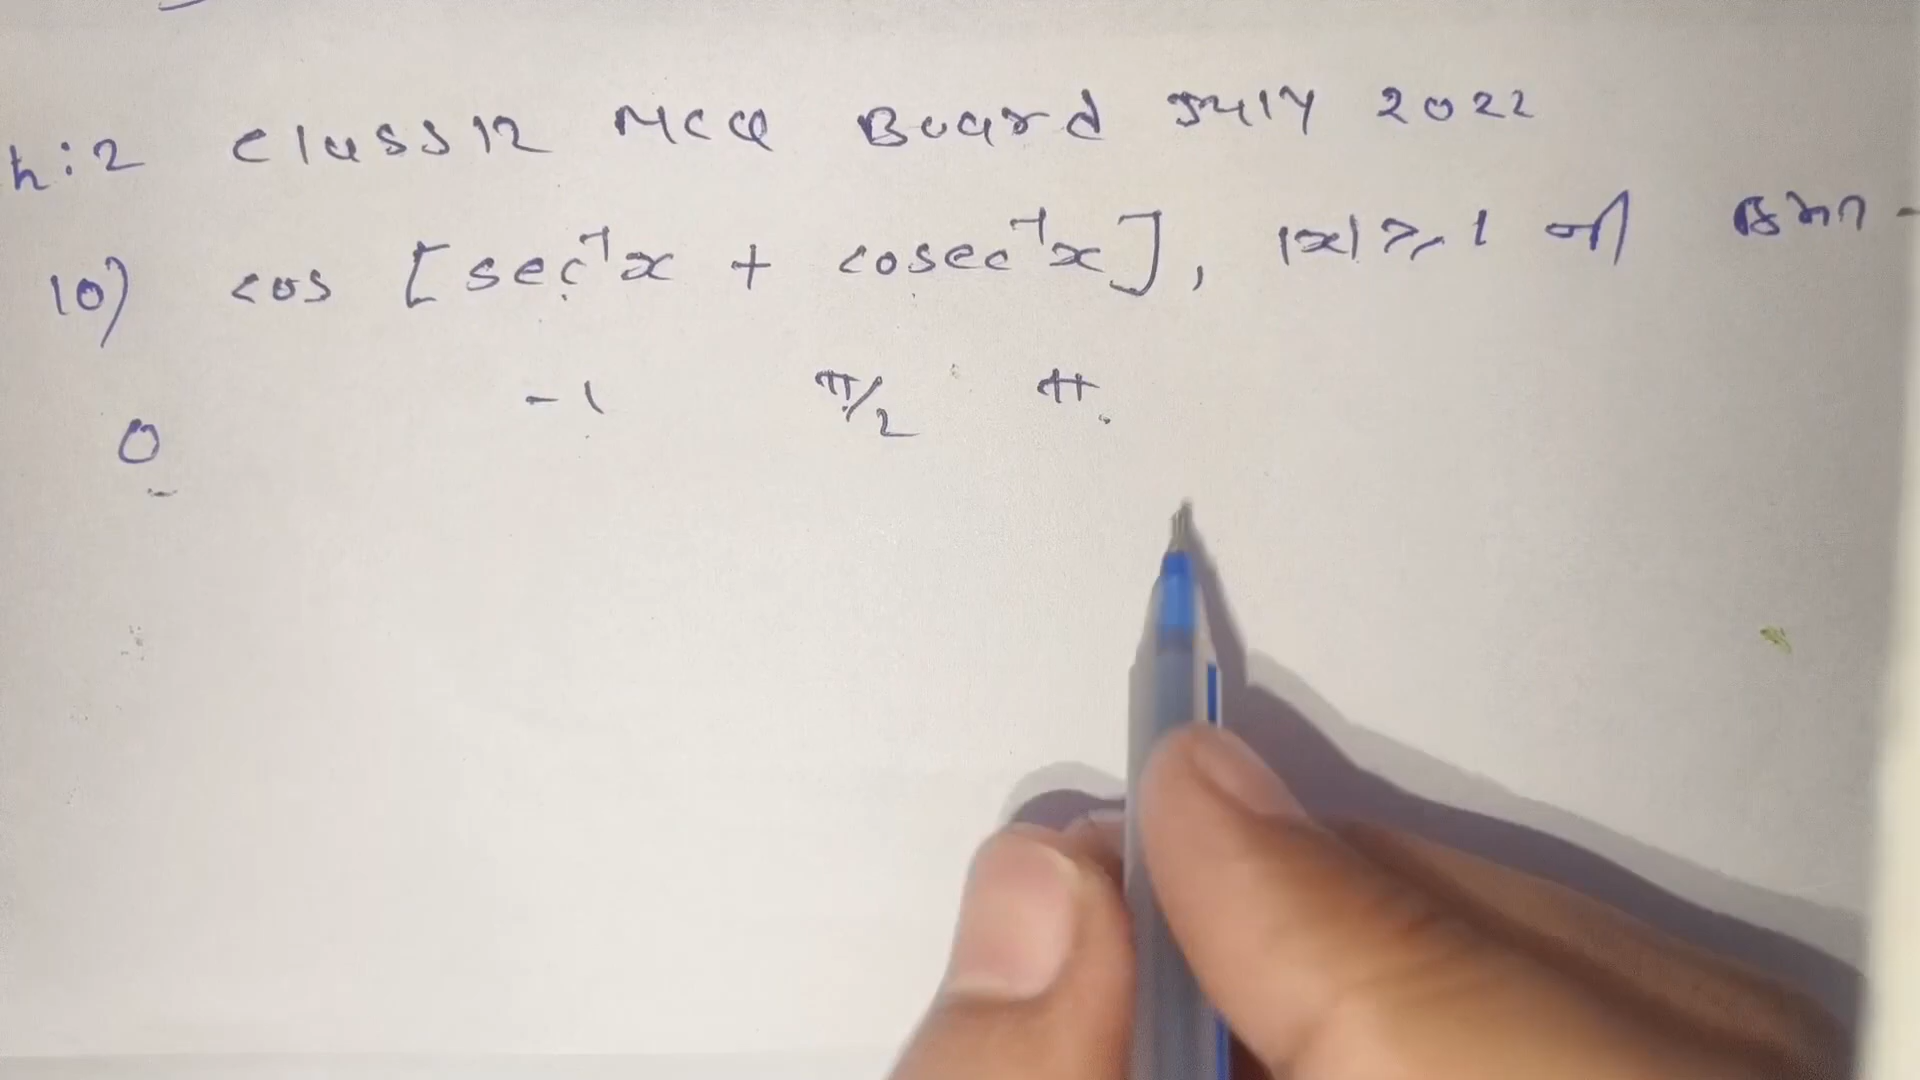 h:2 Class 12 MCQ Board July 2022
10) cos [sec⁻¹x + cosec⁻¹x], |x| ≥ 1 ની કિંમત -
0 -1 π/2 π.